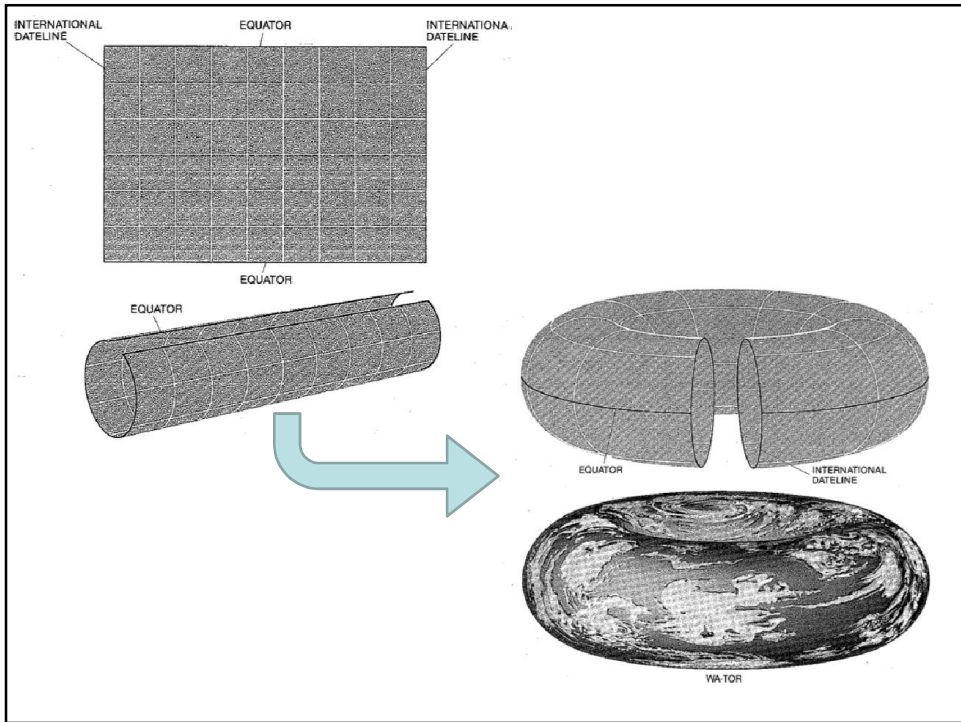 INTERNATIONAL
DATELINE
EQUATOR
INTERNATIONA.
DATELINE
EQUATOR
EQUATOR
EQUATOR
INTERNATIONAL
DATELINE
WA-TOR